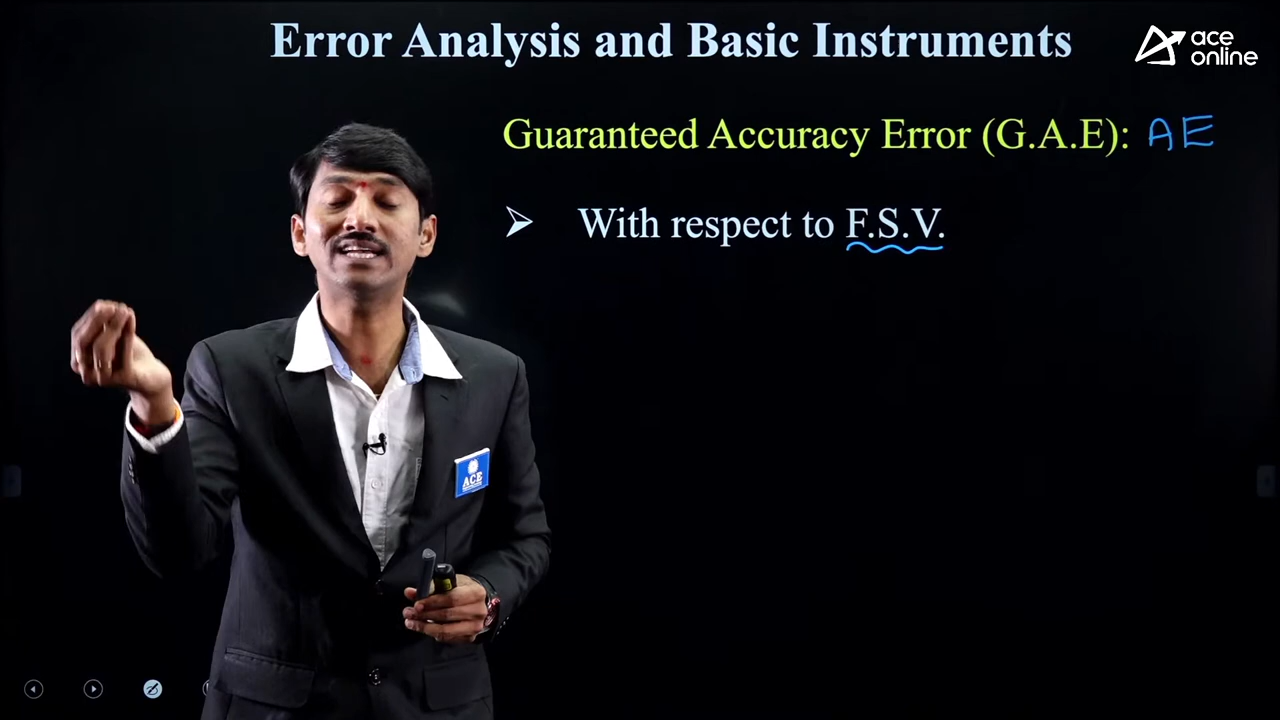 Error Analysis and Basic Instruments
ace
online
Guaranteed Accuracy Error (G.A.E): AE
➢ With respect to F.S.V.
ACE